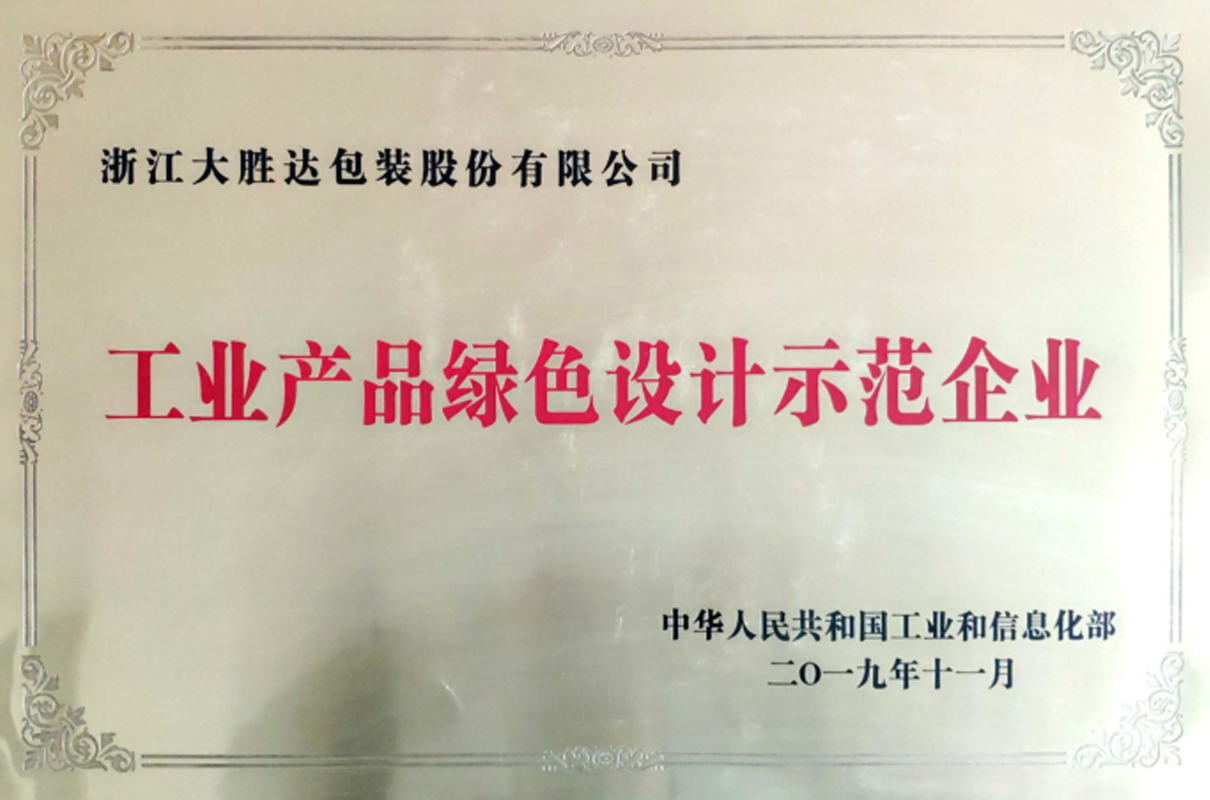 浙江大胜达包装股份有限公司
工业产品绿色设计示范企业
中华人民共和国工业和信息化部
二〇一九年十一月